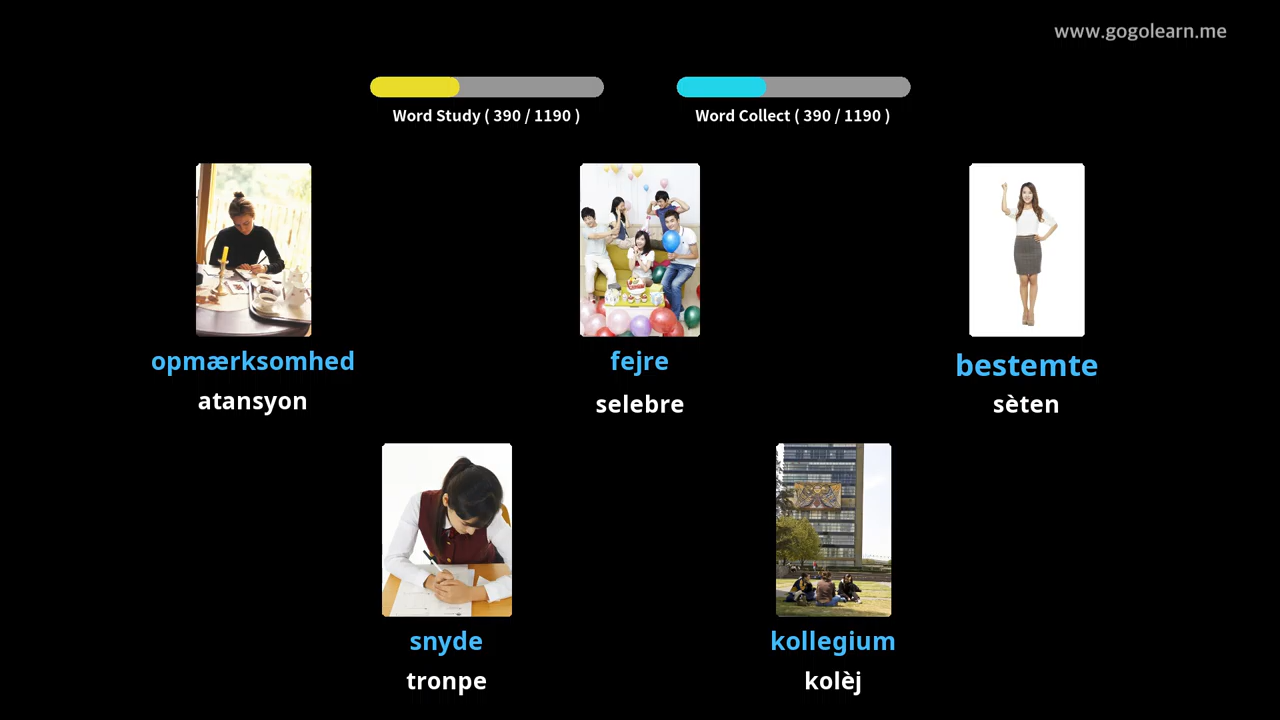 www.gogolearn.me
Word Study ( 390 / 1190 )
Word Collect ( 390 / 1190 )
opmærksomhed
atansyon
fejre
selebre
bestemte
sèten
snyde
tronpe
kollegium
kolèj